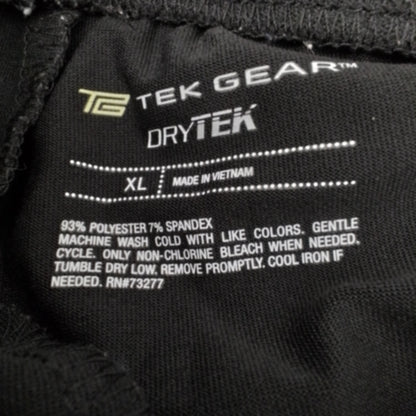 TG TEK GEAR™
DRYTEK
XL MADE IN VIETNAM
93% POLYESTER 7% SPANDEX
MACHINE WASH COLD WITH LIKE COLORS. GENTLE
CYCLE. ONLY NON-CHLORINE BLEACH WHEN NEEDED.
TUMBLE DRY LOW. REMOVE PROMPTLY. COOL IRON IF
NEEDED. RN#73277